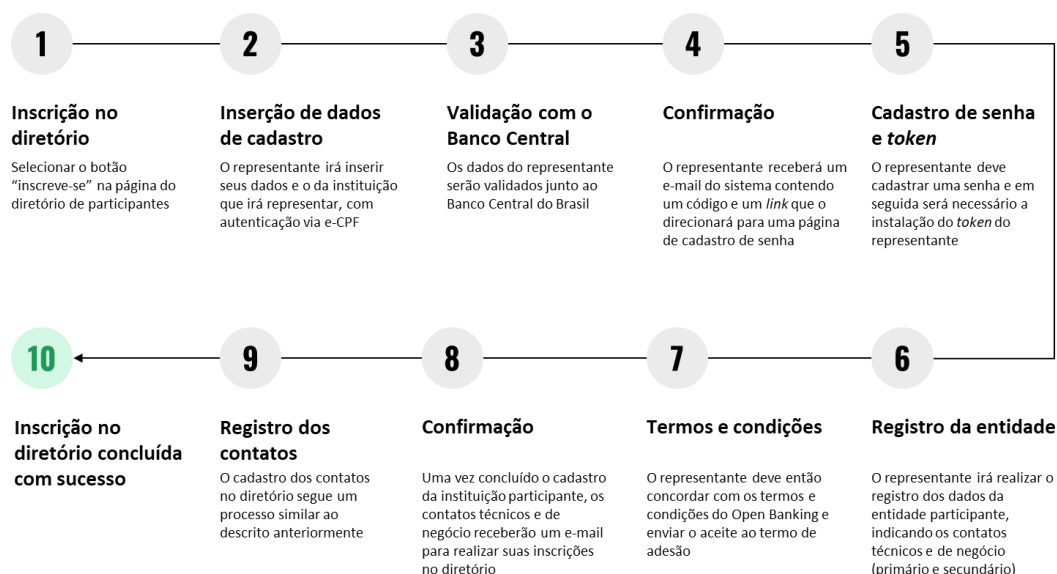 1
2
3
4
5
Inscrição no
diretório
Selecionar o botão
“inscreve-se” na página do
diretório de participantes
Inserção de dados
de cadastro
O representante irá inserir
seus dados e o da instituição
que irá representar, com
autenticação via e-CPF
Validação com o
Banco Central
Os dados do representante
serão validados junto ao
Banco Central do Brasil
Confirmação
O representante receberá um
e-mail do sistema contendo
um código e um link que o
direcionará para uma página
de cadastro de senha
Cadastro de senha
e token
O representante deve
cadastrar uma senha e em
seguida será necessário a
instalação do token do
representante
10
9
8
7
6
Inscrição no
diretório concluída
com sucesso
Registro dos
contatos
O cadastro dos contatos
no diretório segue um
processo similar ao
descrito anteriormente
Confirmação
Uma vez concluído o cadastro
da instituição participante, os
contatos técnicos e de
negócio receberão um e-mail
para realizar suas inscrições
no diretório
Termos e condições
O representante deve então
concordar com os termos e
condições do Open Banking e
enviar o aceite ao termo de
adesão
Registro da entidade
O representante irá realizar o
registro dos dados da
entidade participante,
indicando os contatos
técnicos e de negócio
(primário e secundário)